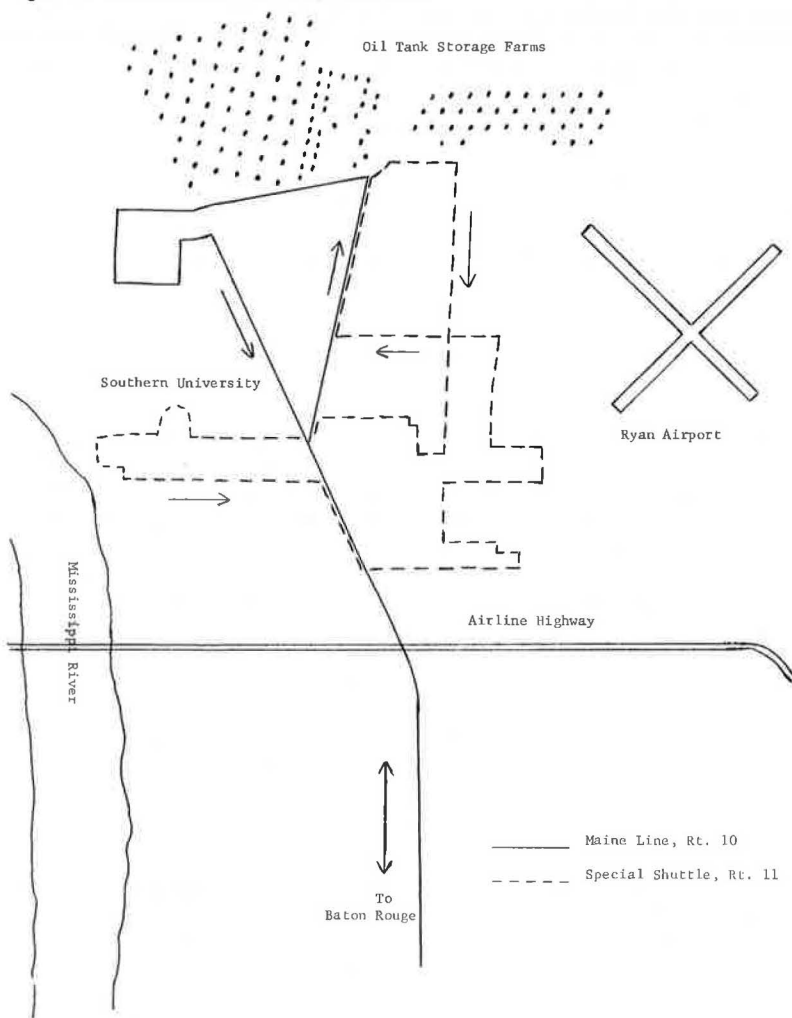 Oil Tank Storage Farms
Southern University
Ryan Airport
Mississippi River
Airline Highway
Maine Line, Rt. 10
Special Shuttle, Rt. 11
To
Baton Rouge